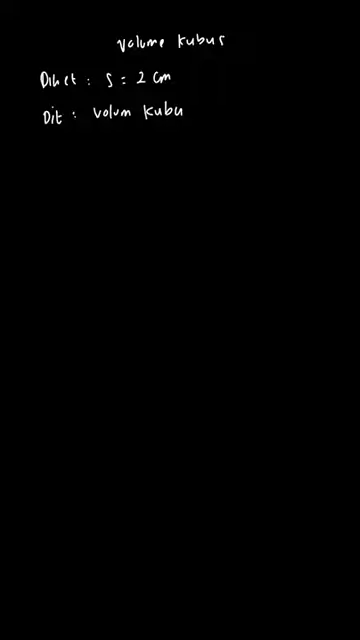 Volume kubus
Diket : s = 2 cm
Dit : Volum kubu